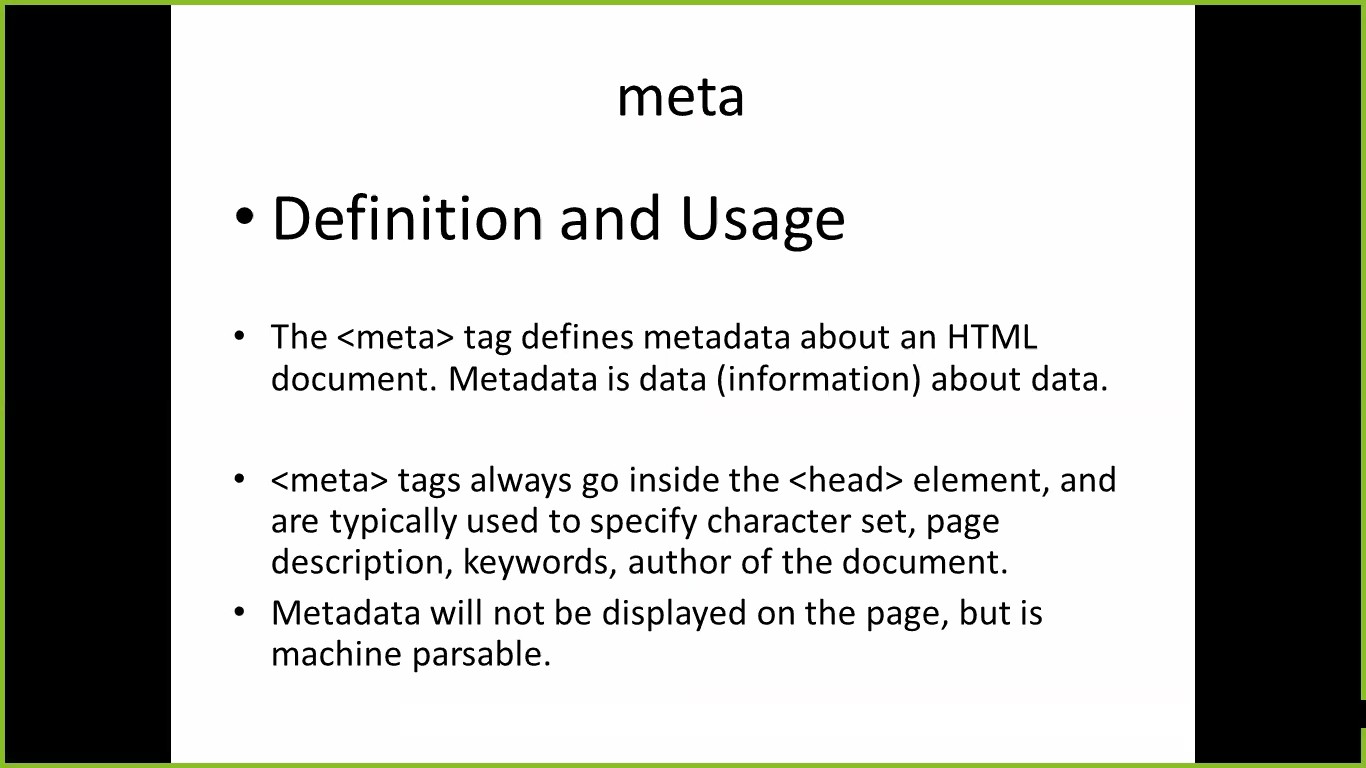 meta
• Definition and Usage
• The <meta> tag defines metadata about an HTML
document. Metadata is data (information) about data.
• <meta> tags always go inside the <head> element, and
are typically used to specify character set, page
description, keywords, author of the document.
• Metadata will not be displayed on the page, but is
machine parsable.